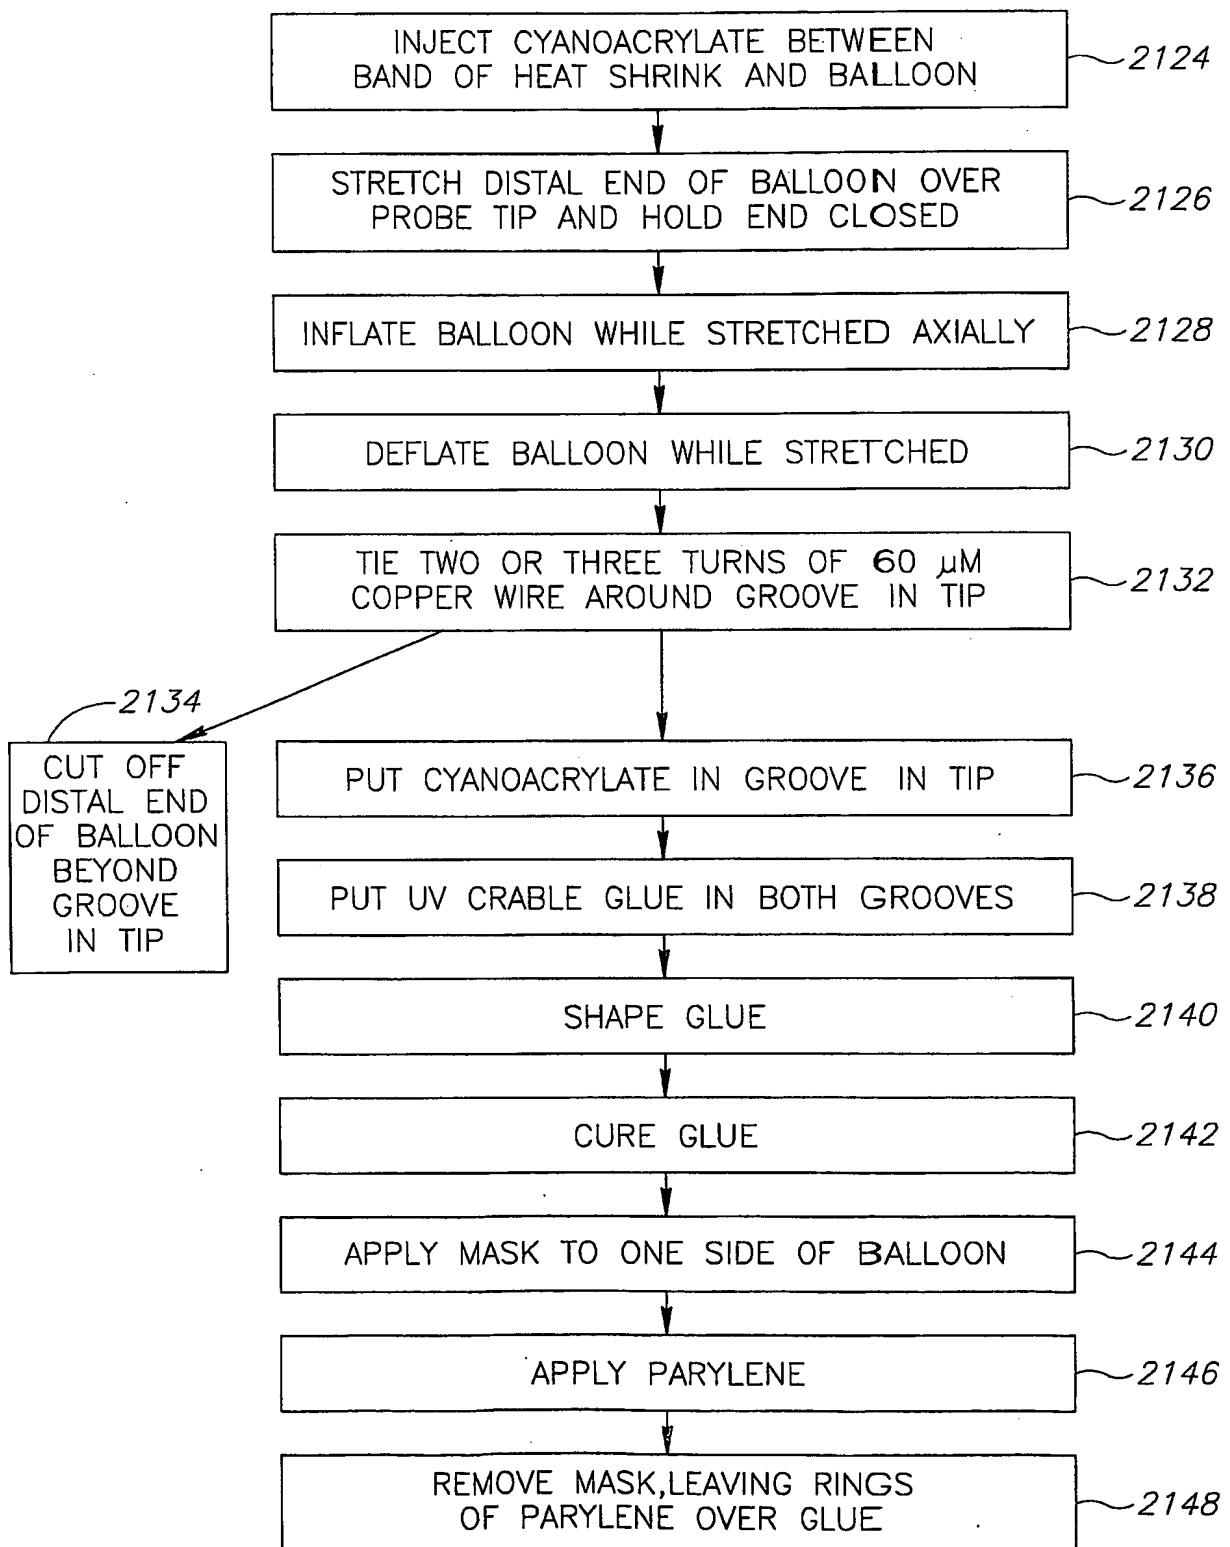 INJECT CYANOACRYLATE BETWEEN
BAND OF HEAT SHRINK AND BALLOON
2124
STRETCH DISTAL END OF BALLOON OVER
PROBE TIP AND HOLD END CLOSED
2126
INFLATE BALLOON WHILE STRETCHED AXIALLY
2128
DEFLATE BALLOON WHILE STRETCHED
2130
TIE TWO OR THREE TURNS OF 60 µM
COPPER WIRE AROUND GROOVE IN TIP
2132
2134
CUT OFF
DISTAL END
OF BALLOON
BEYOND
GROOVE
IN TIP
PUT CYANOACRYLATE IN GROOVE IN TIP
2136
PUT UV CRABLE GLUE IN BOTH GROOVES
2138
SHAPE GLUE
2140
CURE GLUE
2142
APPLY MASK TO ONE SIDE OF BALLOON
2144
APPLY PARYLENE
2146
REMOVE MASK,LEAVING RINGS
OF PARYLENE OVER GLUE
2148